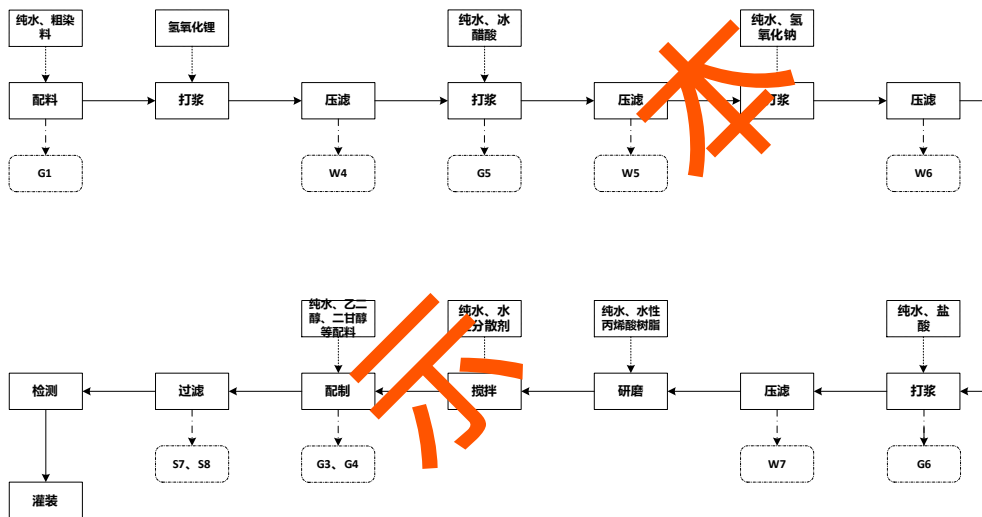 纯水、粗染
料
氢氧化锂
纯水、冰
醋酸
纯水、氢
氧化钠
配料
打浆
压滤
打浆
压滤
打浆
压滤
G1
W4
G5
W5
W6
纯水、乙二
醇、二甘醇
等配料
纯水、水
分散剂
纯水、水性
丙烯酸树脂
纯水、盐
酸
检测
过滤
配制
搅拌
研磨
压滤
打浆
S7、S8
G3、G4
W7
G6
灌装
示
本